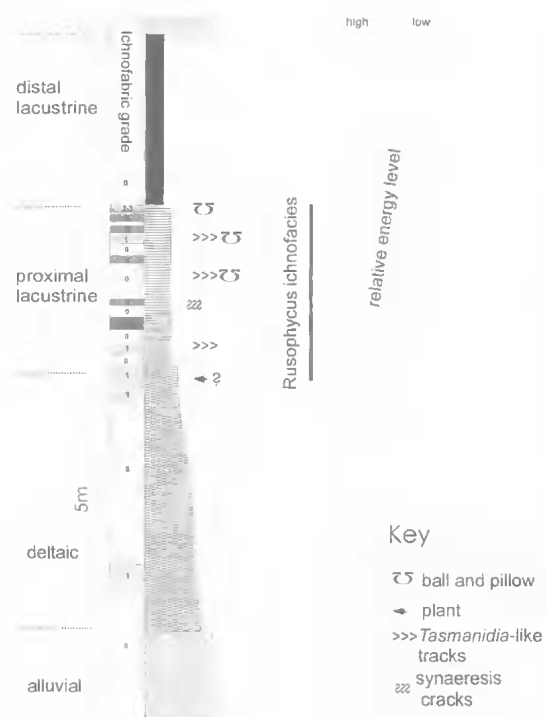 high low
Ichnofabric grade
distal
lacustrine
proximal
lacustrine
Rusophycus ichnofacies
relative energy level
5m
deltaic
alluvial
Key
ball and pillow
plant
>>> Tasmanidia-like
tracks
synaeresis
cracks